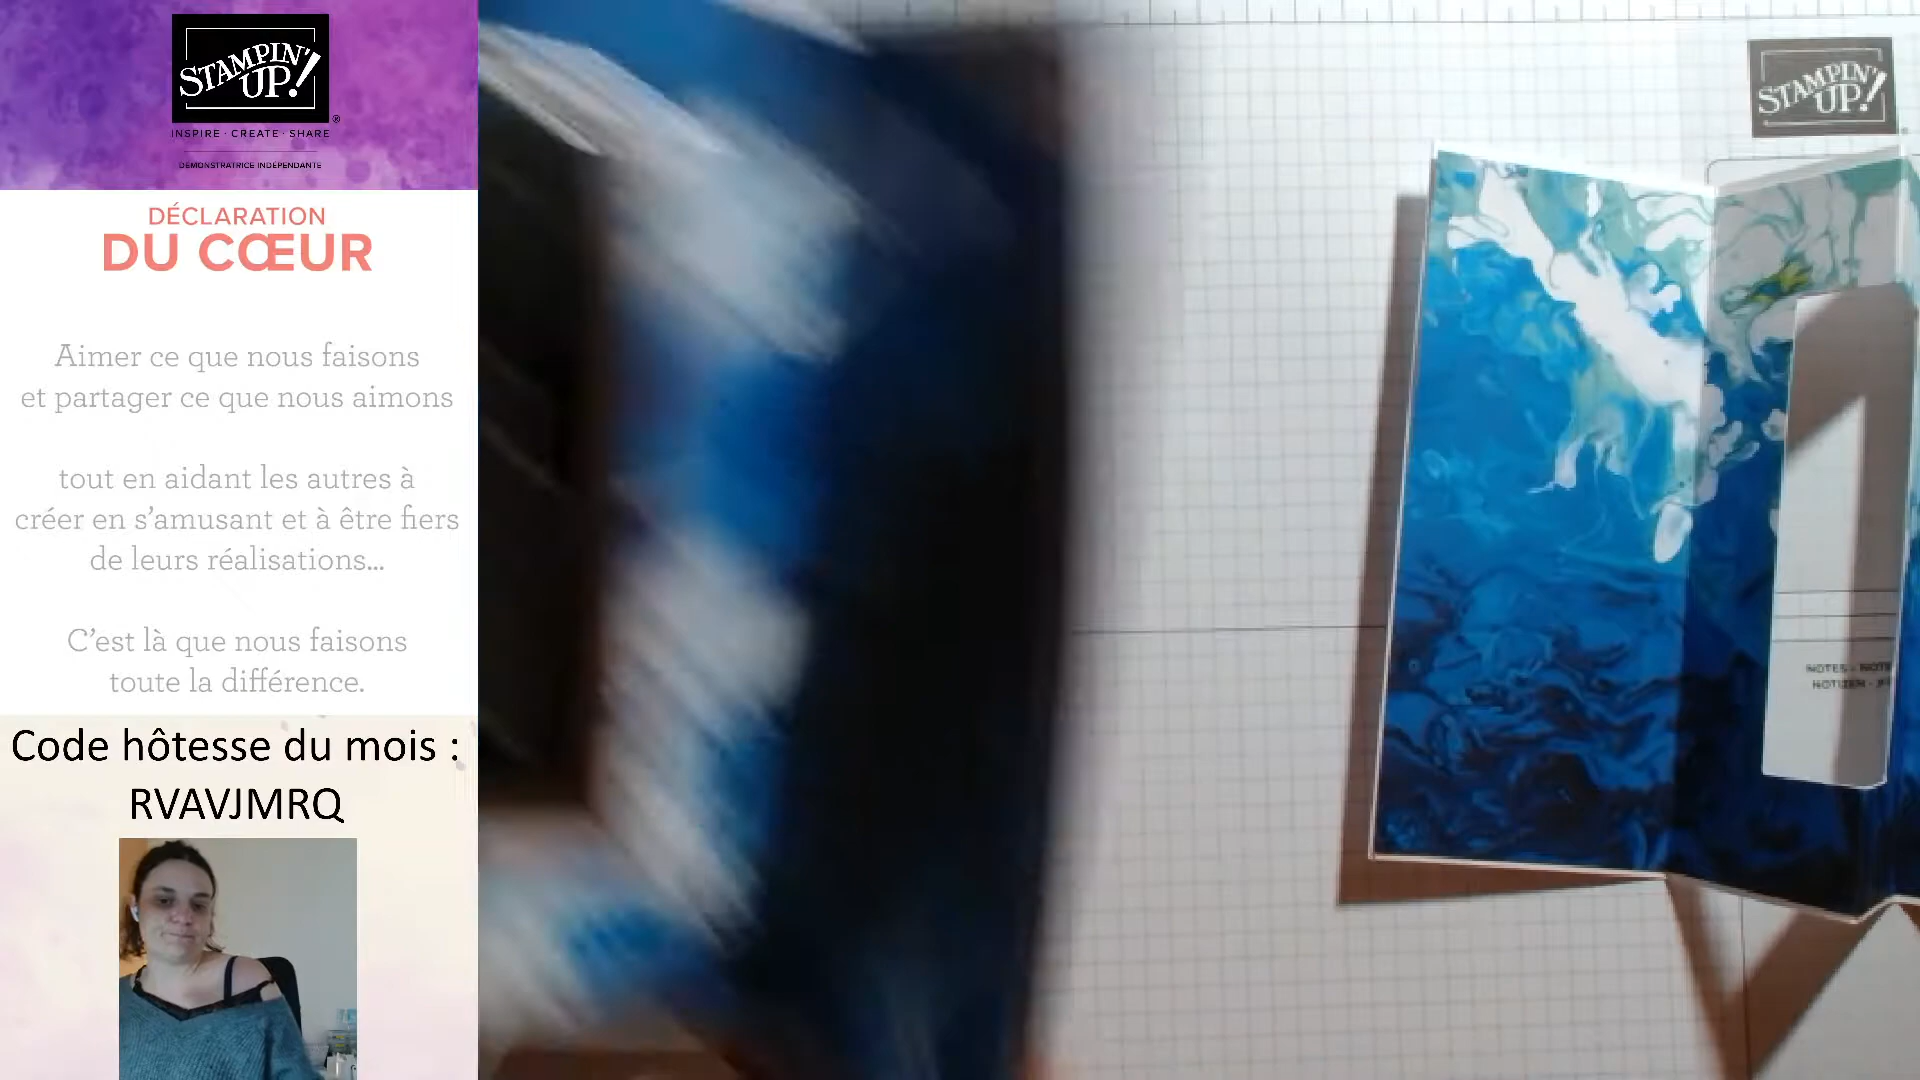 STAMPIN' UP!®
INSPIRE · CREATE · SHARE
DÉMONSTRATRICE INDÉPENDANTE
DÉCLARATION
DU CŒUR
Aimer ce que nous faisons
et partager ce que nous aimons
tout en aidant les autres à
créer en s’amusant et à être fiers
de leurs réalisations...
C’est là que nous faisons
toute la différence.
Code hôtesse du mois :
RVAVJMRQ
STAMPIN' UP!
NOTES -
NOTIZEN -